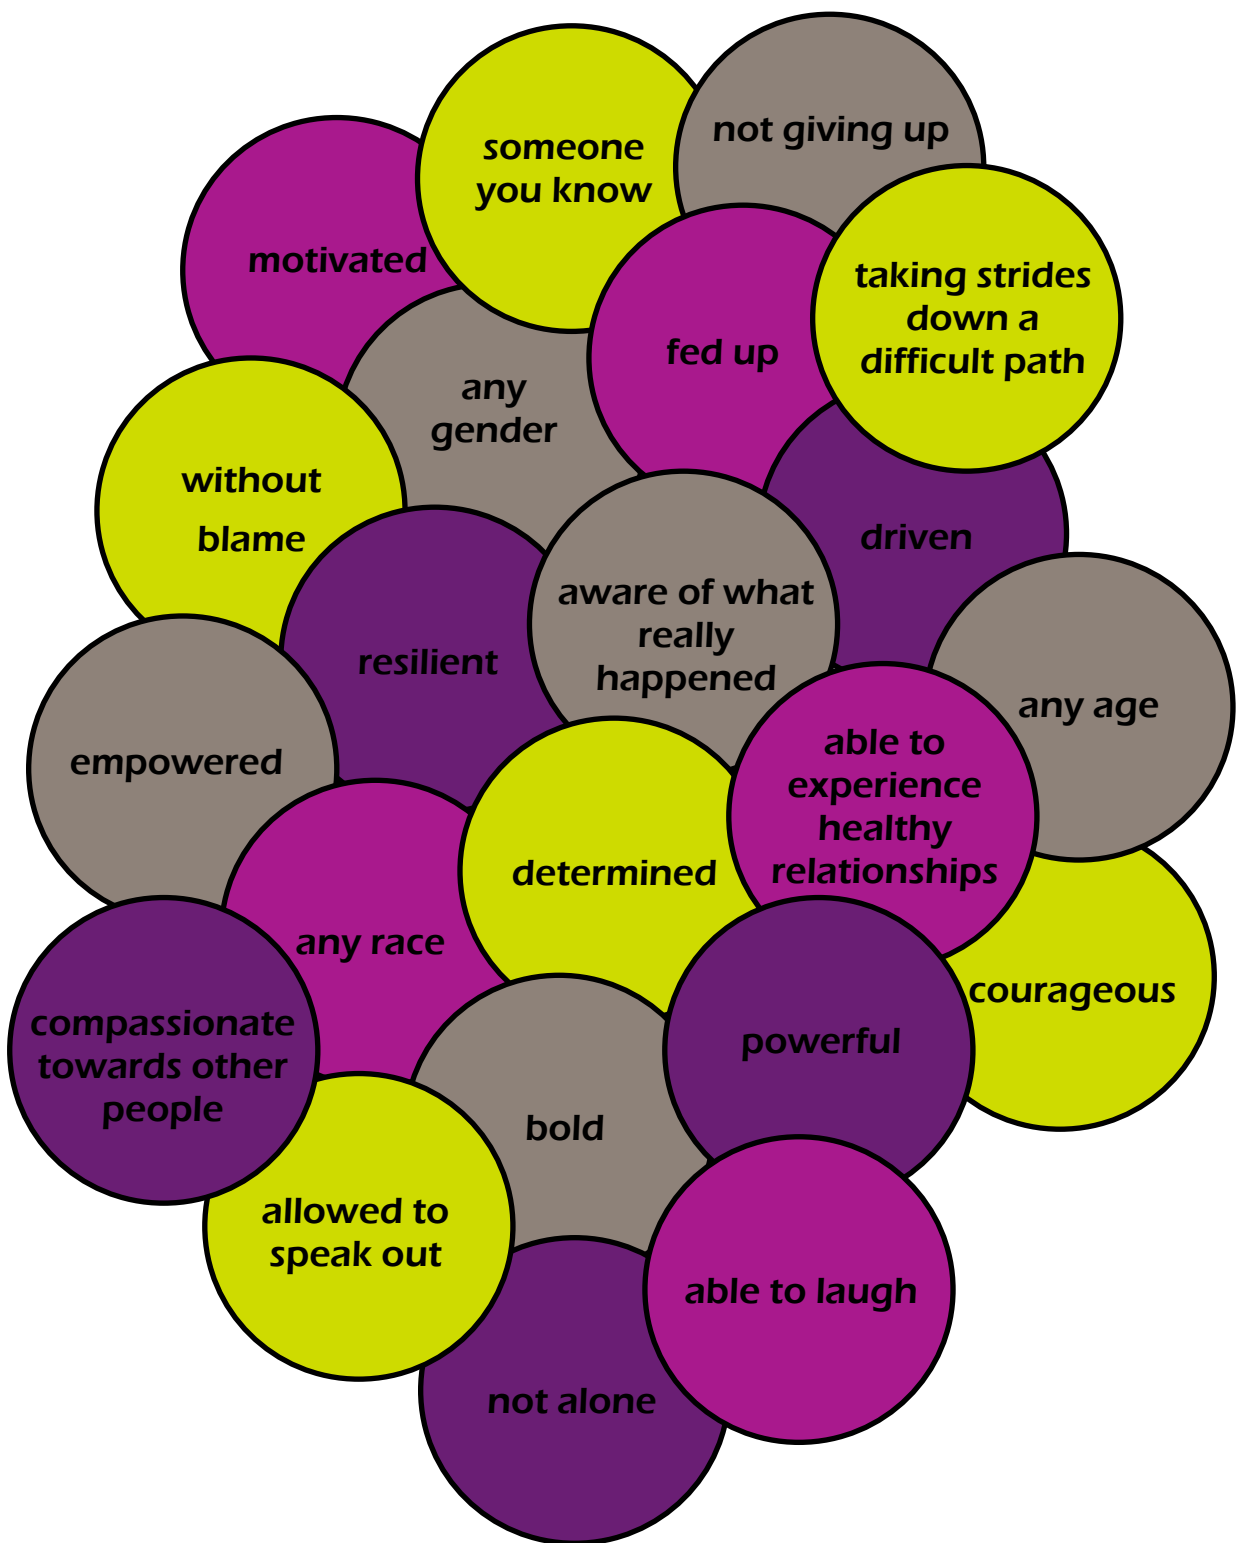 not giving up
someone
you know
motivated
taking strides
down a
difficult path
fed up
any
gender
without
blame
driven
aware of what
really
happened
resilient
any age
empowered
able to
experience
healthy
relationships
determined
any race
courageous
compassionate
towards other
people
powerful
bold
allowed to
speak out
able to laugh
not alone